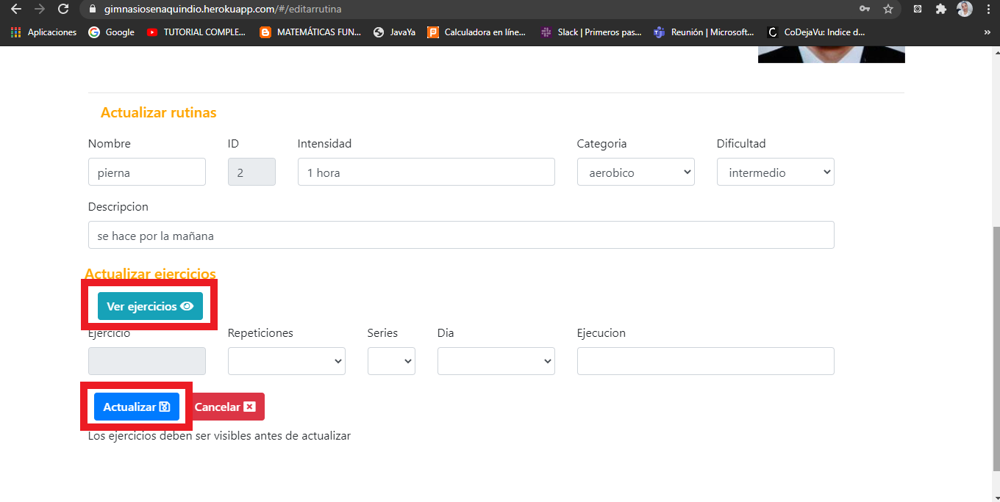 gimnasiosenaquindio.herokuapp.com/#/editarrutina
Aplicaciones Google TUTORIAL COMPLE... MATEMÁTICAS FUN... JavaYa Calculadora en líne... Slack | Primeros pas... Reunión | Microsoft... CoDejaVu: Indice d... »
Actualizar rutinas
Nombre ID Intensidad Categoria Dificultad
pierna 2 1 hora aerobico intermedio
Descripcion
se hace por la mañana
Actualizar ejercicios
Ver ejercicios
Ejercicio Repeticiones Series Dia Ejecucion
Actualizar Cancelar
Los ejercicios deben ser visibles antes de actualizar